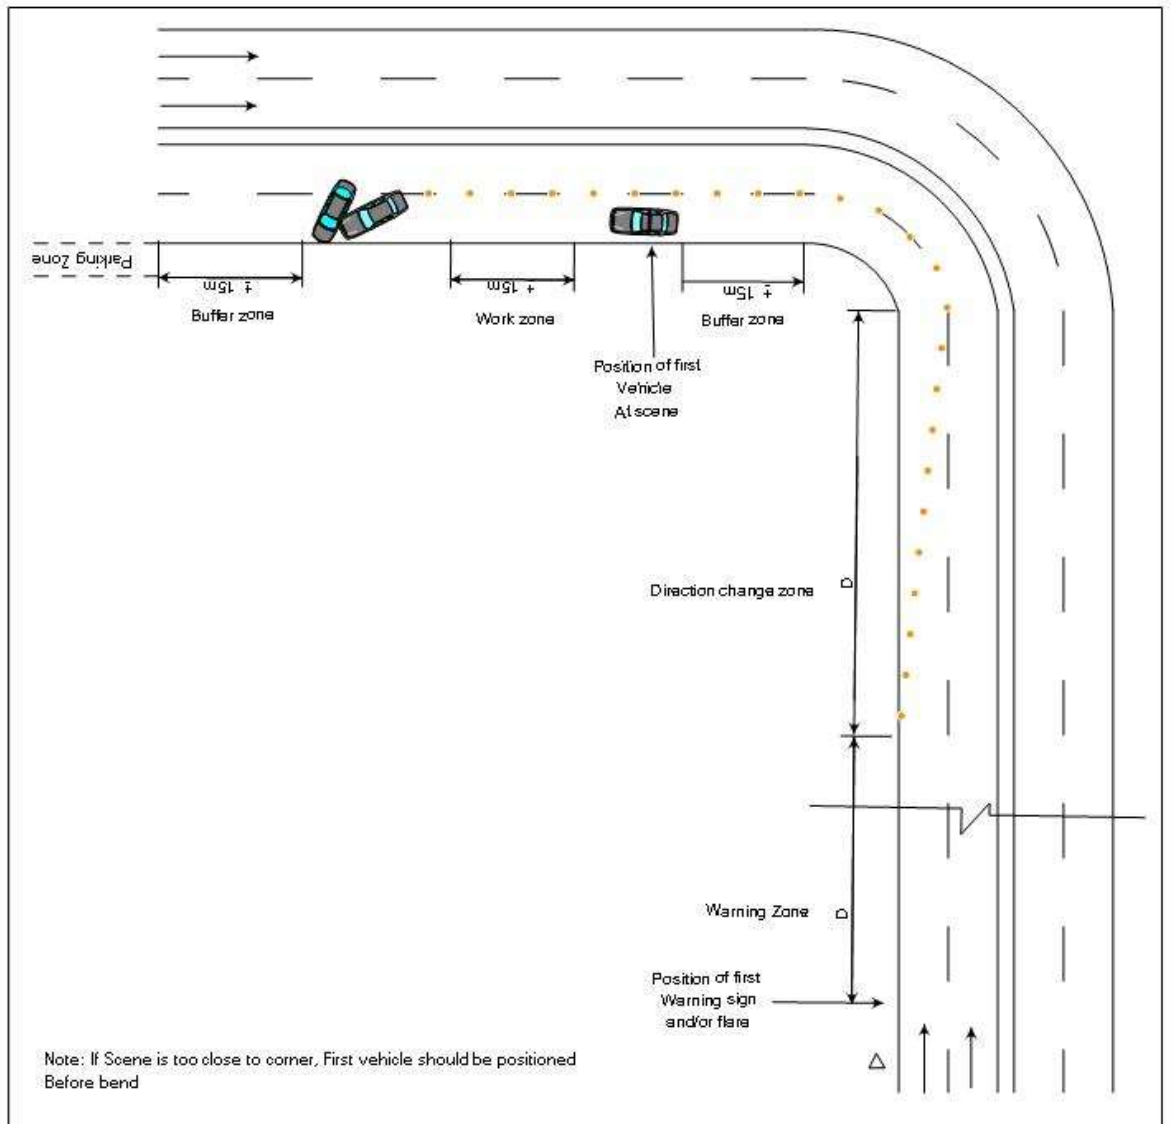 Parking Zone
± 15m
± 15m
± 15m
Buffer zone
Work zone
Buffer zone
Position of first
Vehicle
At scene
Direction change zone
D
Warning Zone
D
Position of first
Warning sign
and/or flare
Note: If Scene is too close to corner, First vehicle should be positioned
Before bend